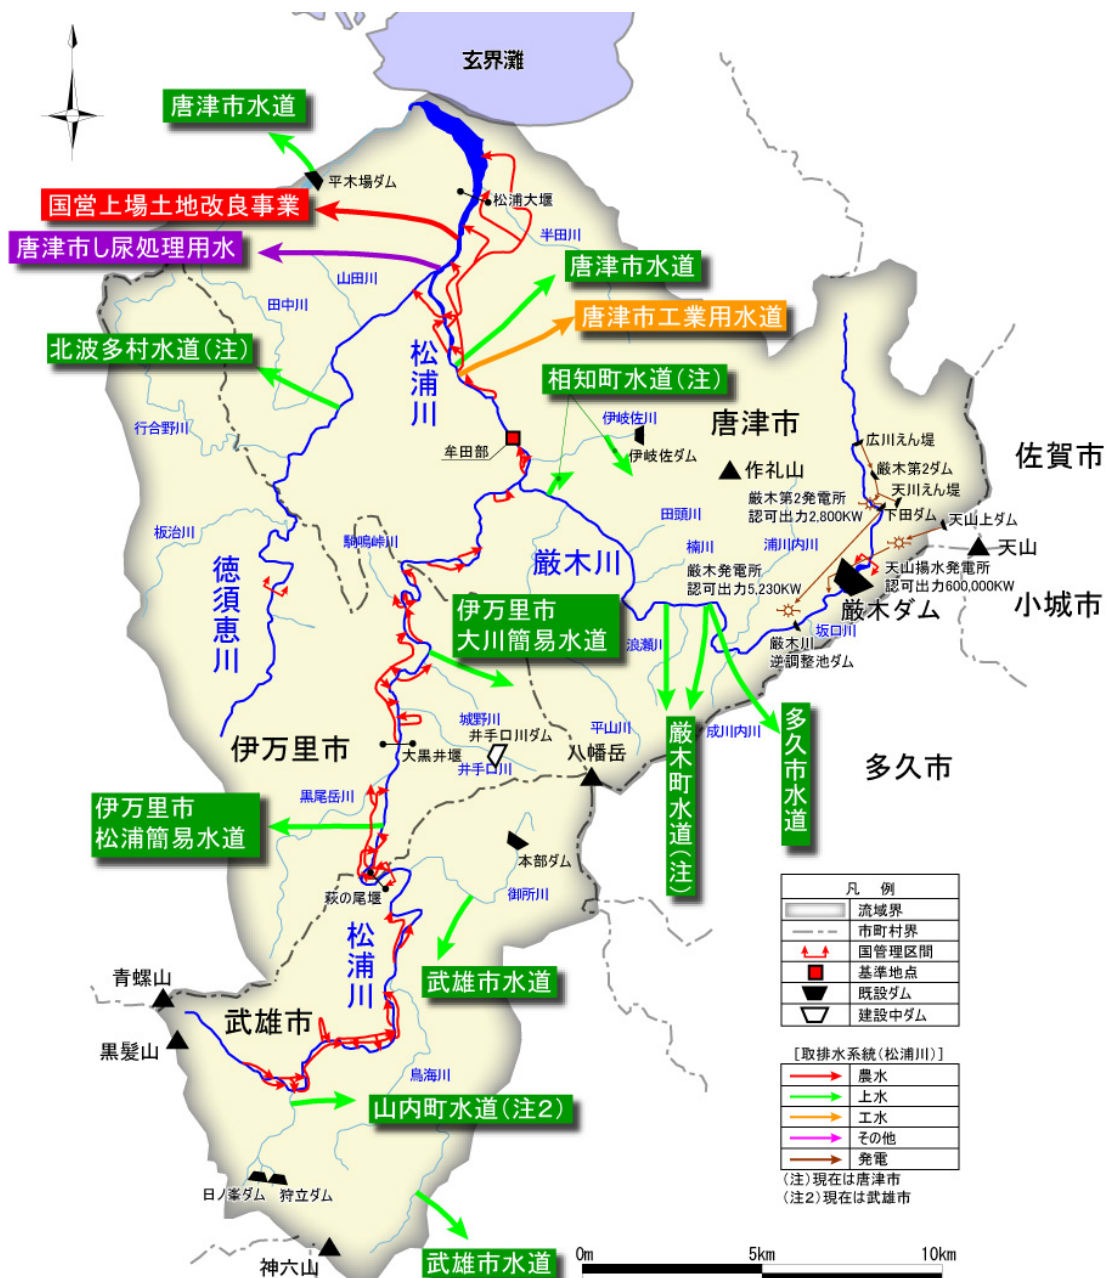 玄界灘
唐津市水道
平木場ダム
国営上場土地改良事業
松浦大堰
唐津市し尿処理用水
半田川
山田川
唐津市水道
田中川
唐津市工業用水道
北波多村水道(注)
松浦川
相知町水道(注)
行合野川
伊岐佐川
唐津市
牟田部
伊岐佐ダム
広川えん堤
佐賀市
作礼山
厳木第2ダム
天川えん堤
厳木第2発電所
認可出力2,800KW
下田ダム
天山上ダム
板治川
駒鳴峠川
田頭川
楠川
浦川内川
天山
厳木川
厳木発電所
認可出力5,230KW
天山揚水発電所
認可出力600,000KW
徳須恵川
厳木ダム
小城市
伊万里市
大川簡易水道
浪瀬川
坂口川
厳木川
逆調整池ダム
城野川
井手口川ダム
平山川
厳木町水道(注)
成川内川
多久市水道
伊万里市
大黒井堰
井手口川
八幡岳
多久市
黒尾岳川
伊万里市
松浦簡易水道
本部ダム
萩の尾堰
御所川
松浦川
青螺山
武雄市水道
武雄市
黒髪山
鳥海川
山内町水道(注2)
日ノ峯ダム
狩立ダム
武雄市水道
神六山
凡 例
流域界
市町村界
国管理区間
基準地点
既設ダム
建設中ダム
[取排水系統(松浦川)]
農水
上水
工水
その他
発電
(注)現在は唐津市
(注2)現在は武雄市
0m 5km 10km